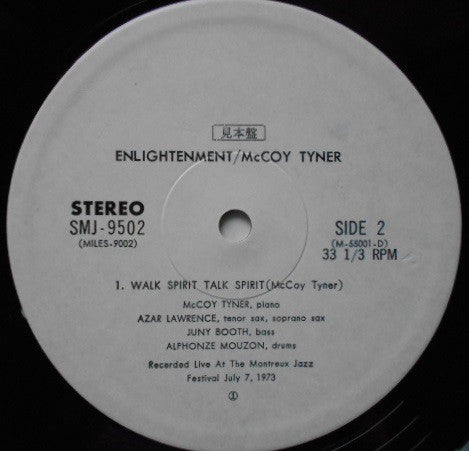 見本盤
ENLIGHTENMENT/McCOY TYNER
STEREO
SMJ-9502
(MILES-9002)
SIDE 2
(M-55001-D)
33 1/3 RPM
1. WALK SPIRIT TALK SPIRIT(McCoy Tyner)
McCOY TYNER, piano
AZAR LAWRENCE, tenor sax, soprano sax
JUNY BOOTH, bass
ALPHONZE MOUZON, drums
Recorded Live At The Montreux Jazz
Festival July 7, 1973
①